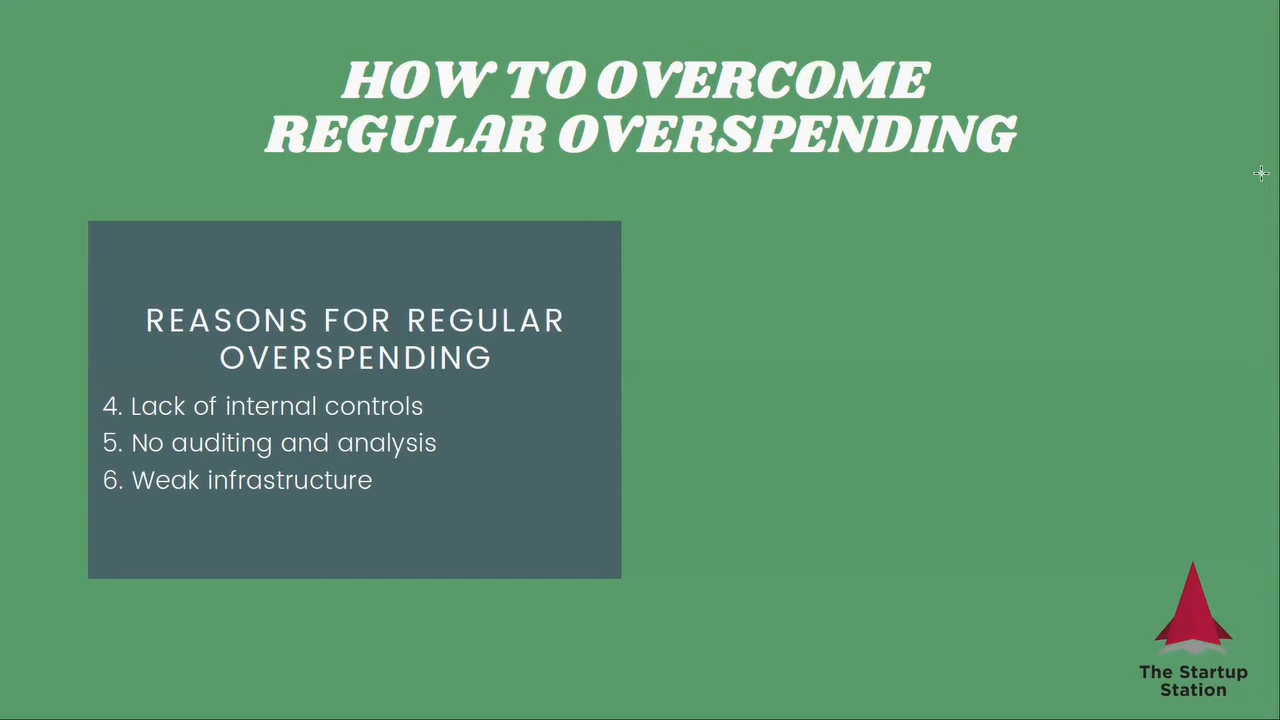 HOW TO OVERCOME
REGULAR OVERSPENDING
REASONS FOR REGULAR
OVERSPENDING
4. Lack of internal controls
5. No auditing and analysis
6. Weak infrastructure
The Startup
Station